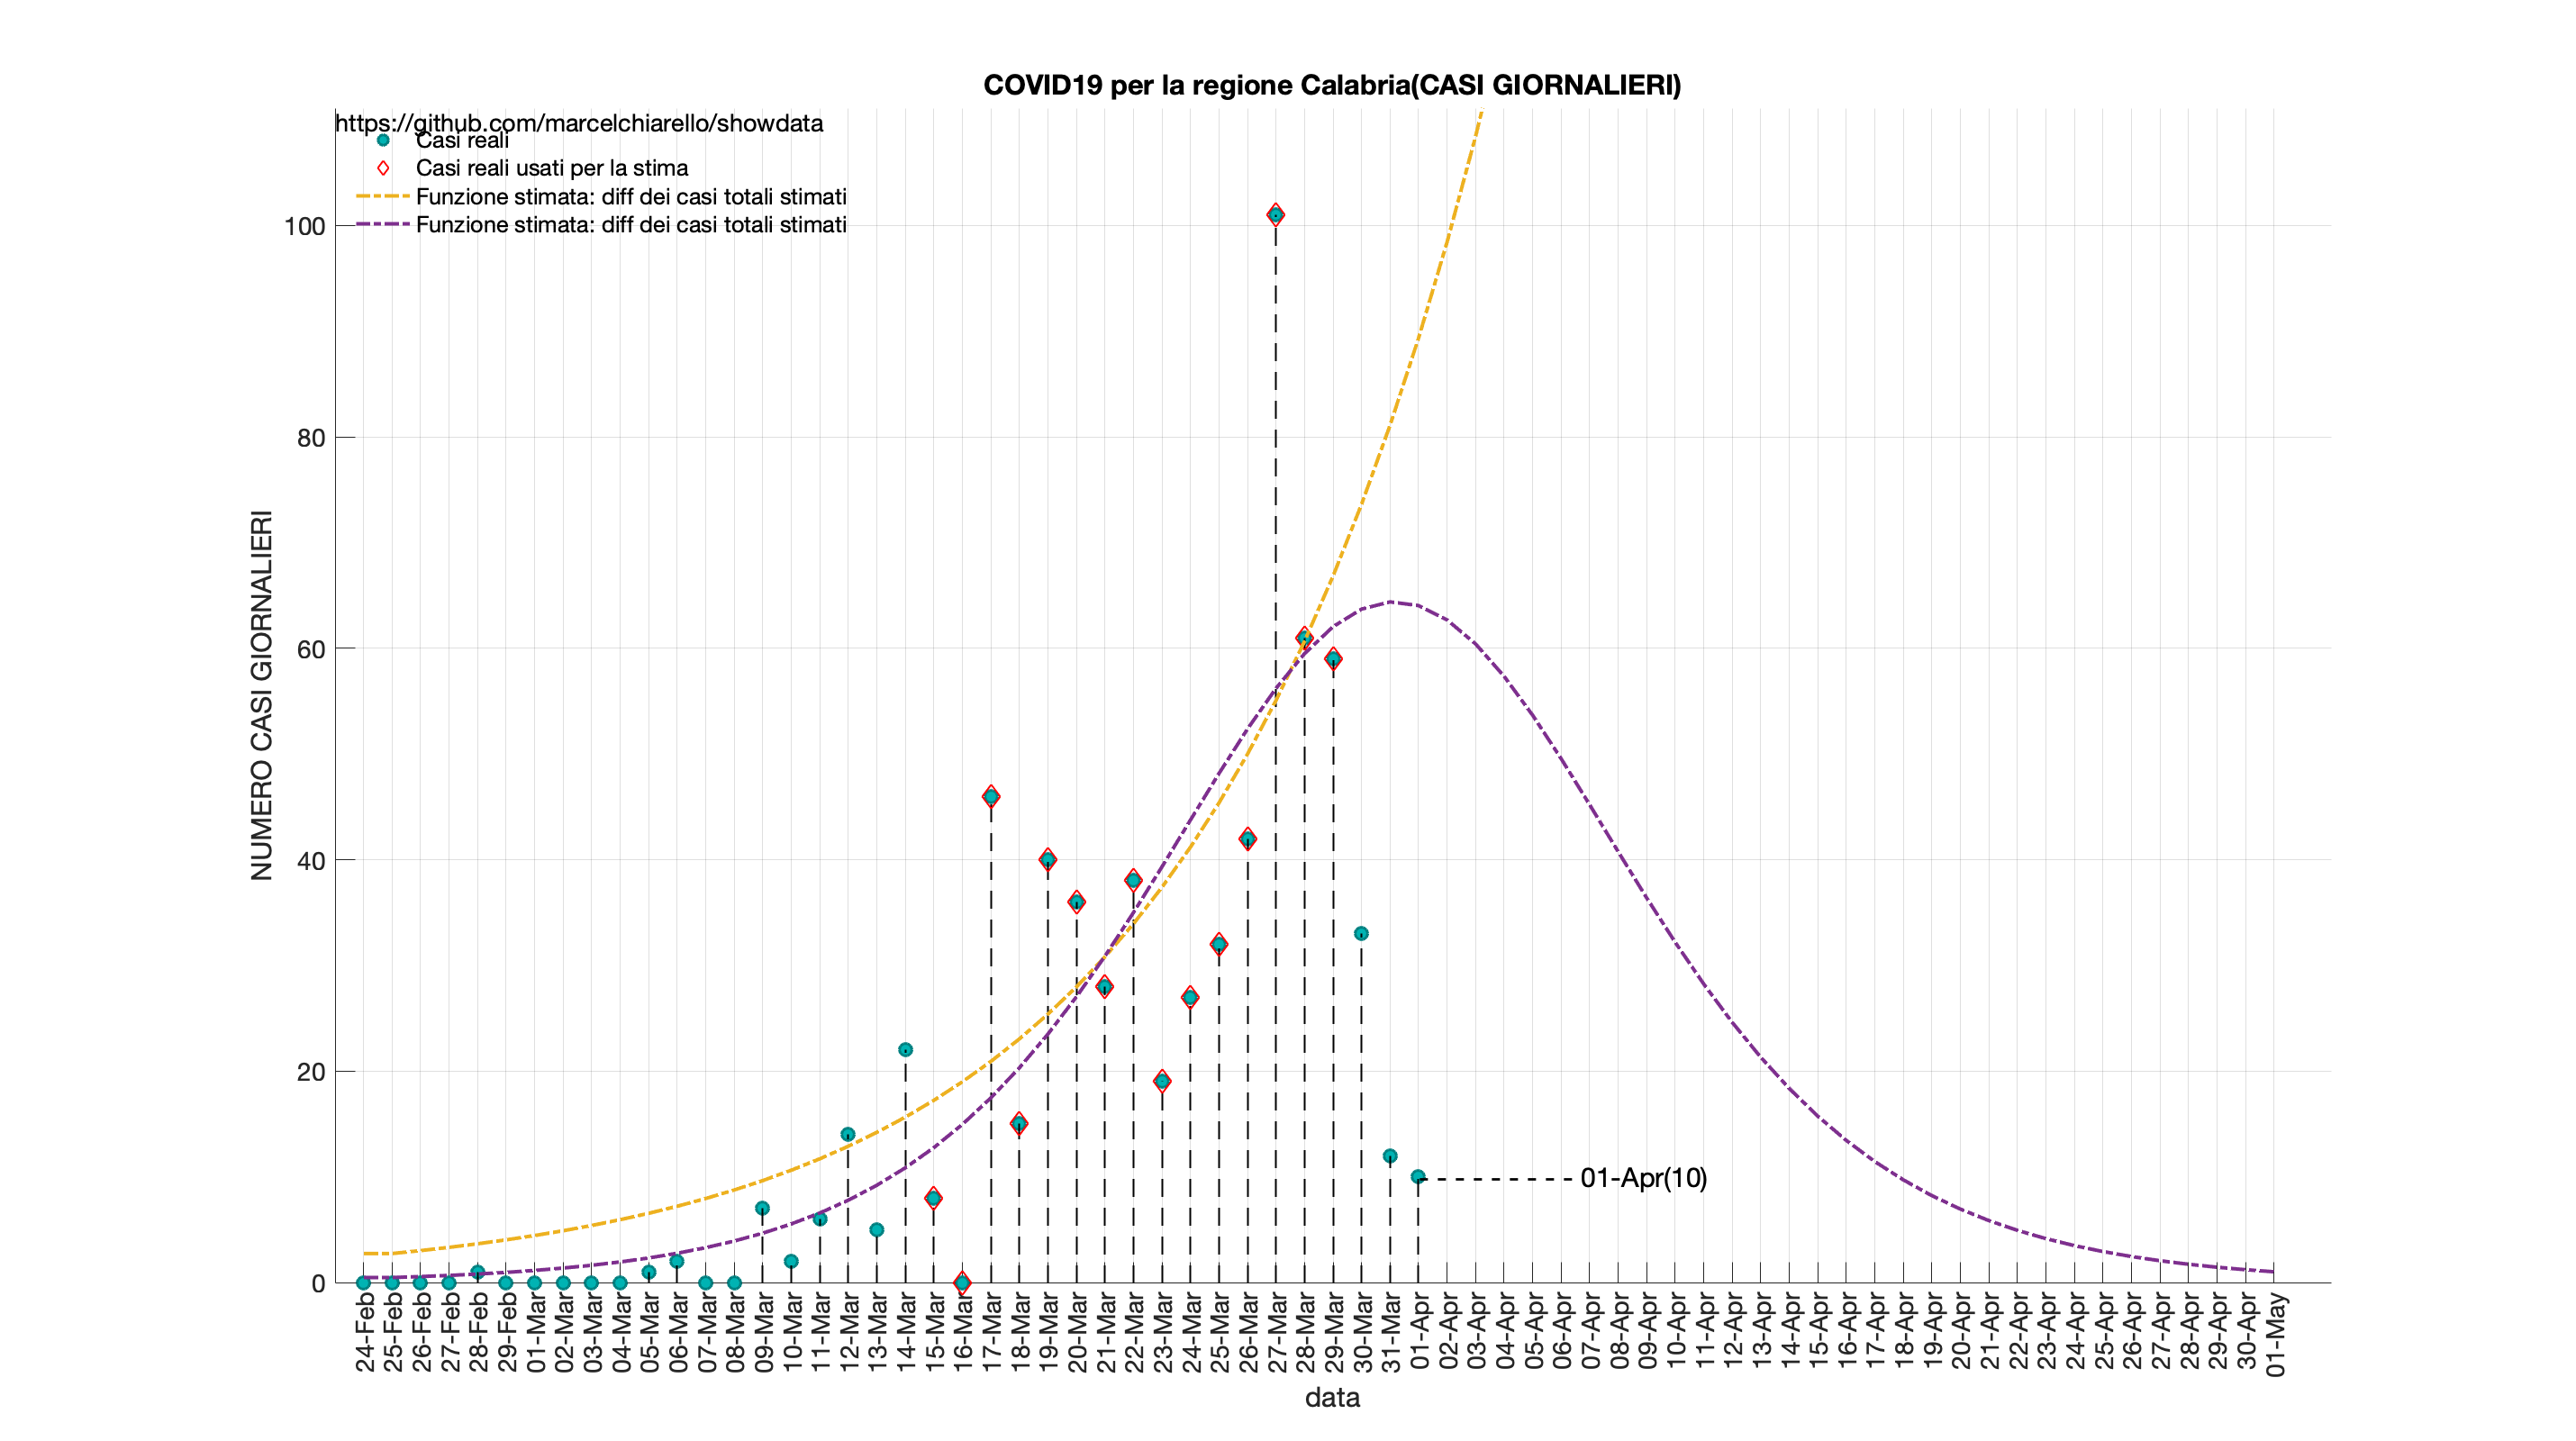 COVID19 per la regione Calabria(CASI GIORNALIERI)
https://github.com/marcelchiarello/showdata
Casi reali
Casi reali usati per la stima
Funzione stimata: diff dei casi totali stimati
Funzione stimata: diff dei casi totali stimati
100
80
60
40
20
0
NUMERO CASI GIORNALIERI
01-Apr(10)
24-Feb
25-Feb
26-Feb
27-Feb
28-Feb
29-Feb
01-Mar
02-Mar
03-Mar
04-Mar
05-Mar
06-Mar
07-Mar
08-Mar
09-Mar
10-Mar
11-Mar
12-Mar
13-Mar
14-Mar
15-Mar
16-Mar
17-Mar
18-Mar
19-Mar
20-Mar
21-Mar
22-Mar
23-Mar
24-Mar
25-Mar
26-Mar
27-Mar
28-Mar
29-Mar
30-Mar
31-Mar
01-Apr
02-Apr
03-Apr
04-Apr
05-Apr
06-Apr
07-Apr
08-Apr
09-Apr
10-Apr
11-Apr
12-Apr
13-Apr
14-Apr
15-Apr
16-Apr
17-Apr
18-Apr
19-Apr
20-Apr
21-Apr
22-Apr
23-Apr
24-Apr
25-Apr
26-Apr
27-Apr
28-Apr
29-Apr
30-Apr
01-May
data